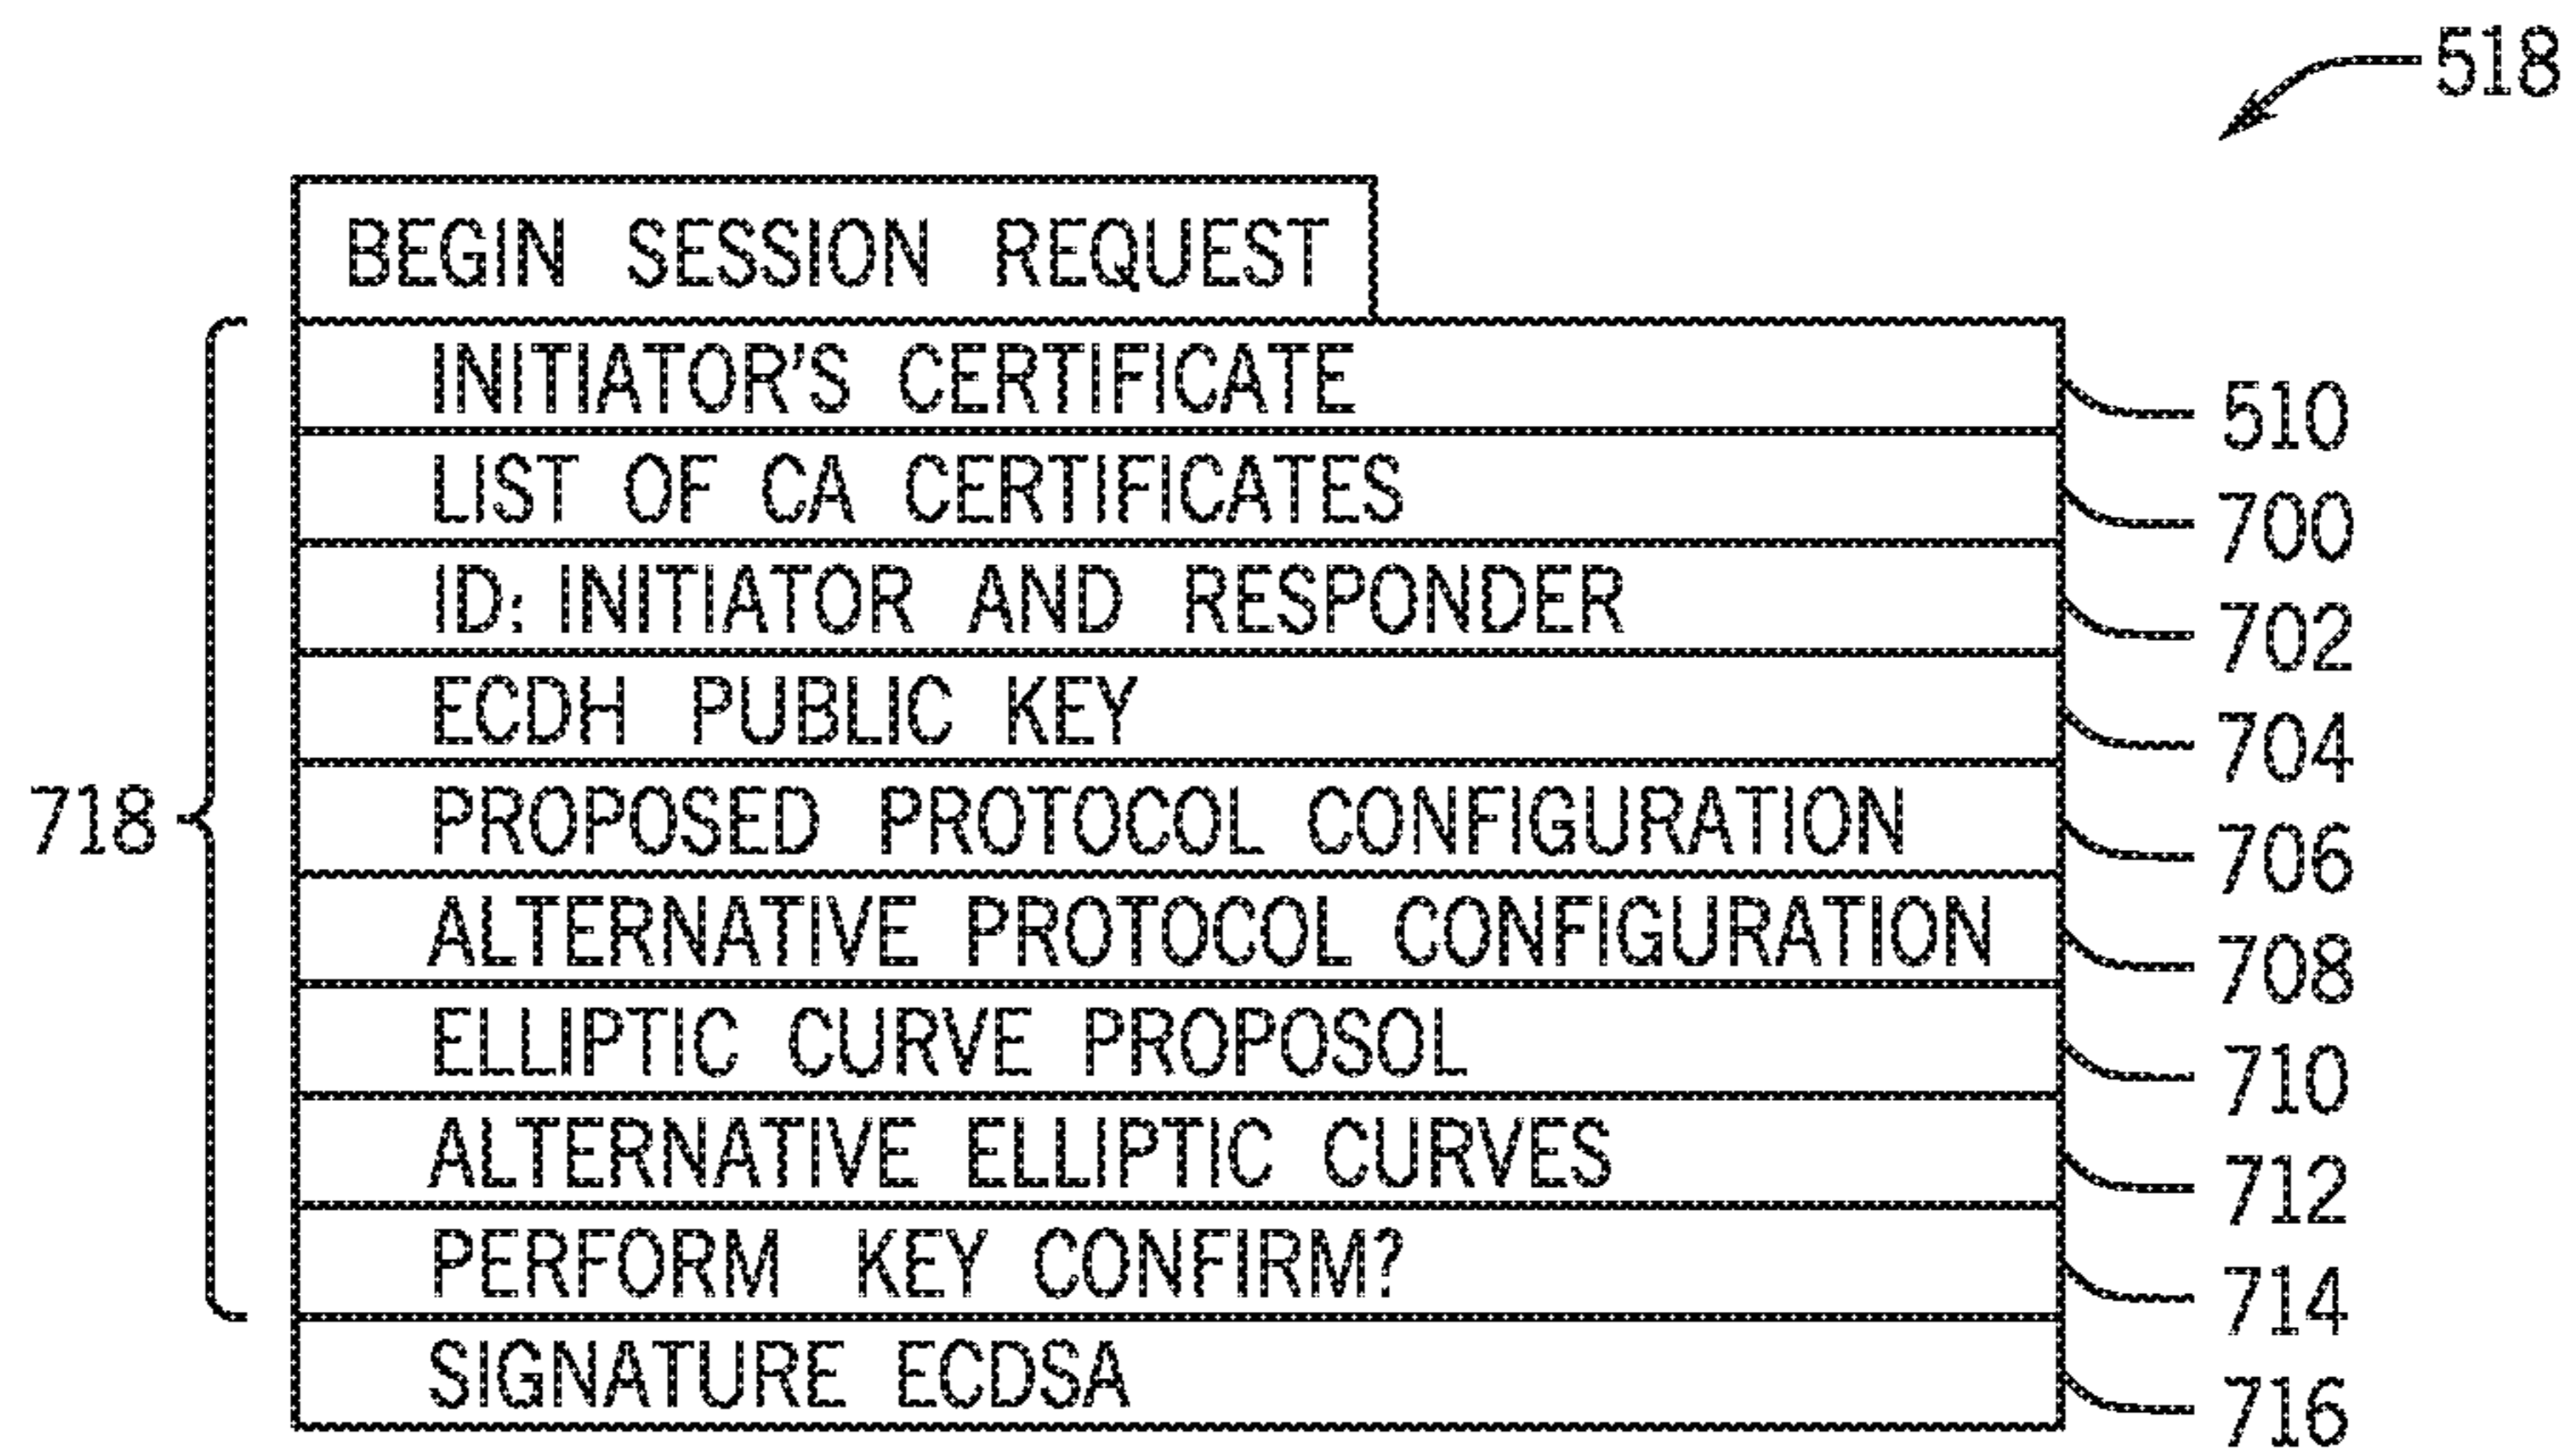 518
BEGIN SESSION REQUEST
INITIATOR'S CERTIFICATE 510
LIST OF CA CERTIFICATES 700
ID: INITIATOR AND RESPONDER 702
ECDH PUBLIC KEY 704
718 PROPOSED PROTOCOL CONFIGURATION 706
ALTERNATIVE PROTOCOL CONFIGURATION 708
ELLIPTIC CURVE PROPOSOL 710
ALTERNATIVE ELLIPTIC CURVES 712
PERFORM KEY CONFIRM? 714
SIGNATURE ECDSA 716